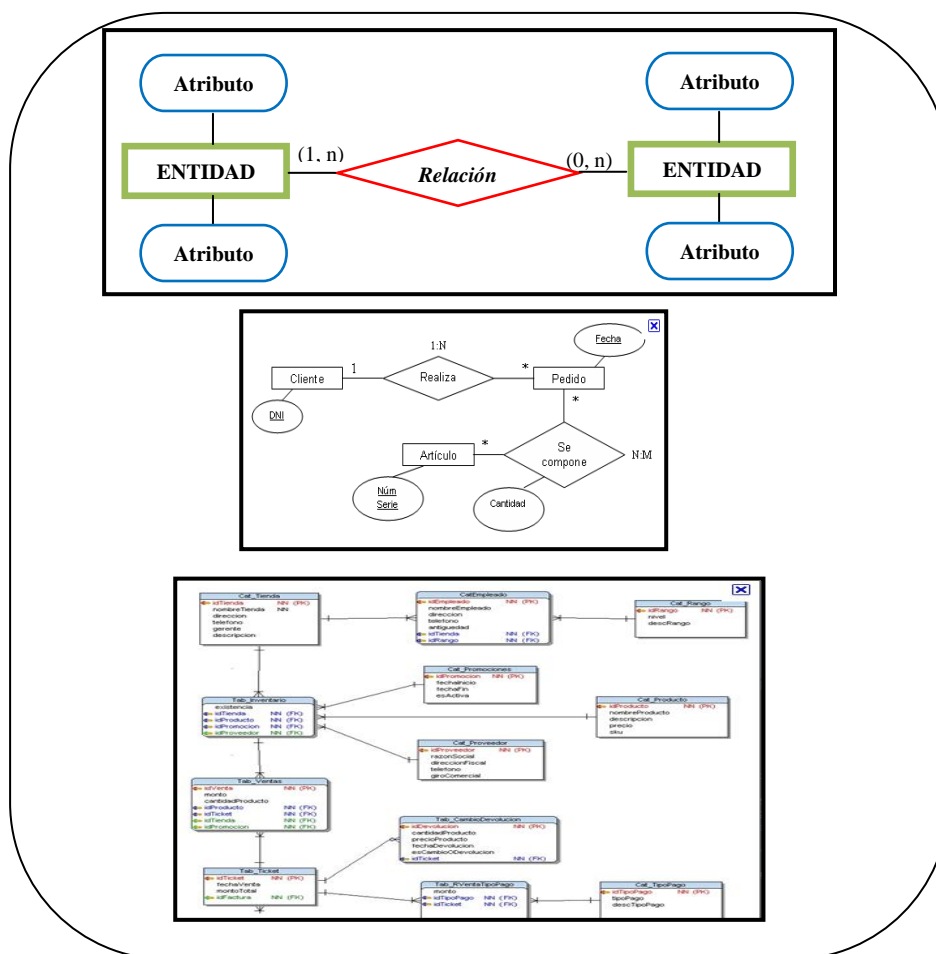 Atributo
Atributo
ENTIDAD
(1, n)
Relación
(0, n)
ENTIDAD
Atributo
Atributo
Fecha
1:N
Cliente
1
Realiza
*
Pedido
DNI
*
Artículo
*
Se
compone
N:M
Núm
Serie
Cantidad
Cat_Tienda
idTienda NN (PK)
nombreTienda NN
direccion
telefono
gerente
descripcion
CatEmpleado
idEmpleado NN (PK)
nombreEmpleado
direccion
telefono
antiguedad
idTienda NN (FK)
idRango NN (FK)
Cat_Rango
idRango NN (PK)
nivel
descRango
Cat_Promociones
idPromocion NN (PK)
fechaInicio
fechaFin
esActiva
Tab_Inventario
existencia
idTienda NN (FK)
idProducto NN (FK)
idPromocion NN (FK)
idProveedor NN (FK)
Cat_Producto
idProducto NN (PK)
nombreProducto
descripcion
precio
sku
Cat_Proveedor
idProveedor NN (PK)
razonSocial
direccionFiscal
telefono
giroComercial
Tab_Ventas
idVenta NN (PK)
monto
cantidadProducto
idProducto NN (FK)
idTicket NN (FK)
idTienda NN (FK)
idPromocion NN (FK)
Tab_CambioDevolucion
idDevolucion NN (PK)
cantidadProducto
precioProducto
fechaDevolucion
esCambioODevolucion
idTicket NN (FK)
Tab_Ticket
idTicket NN (PK)
fechaVenta
montoTotal
idFactura NN (FK)
Tab_RVentaTipoPago
monto
idTipoPago NN (FK)
idTicket NN (FK)
Cat_TipoPago
idTipoPago NN (PK)
tipoPago
descTipoPago